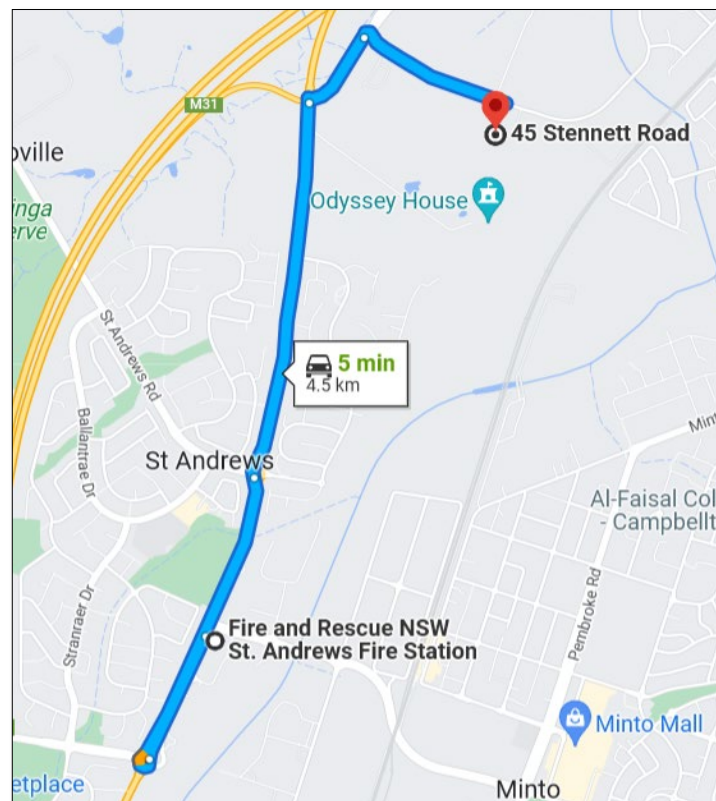 M31
oville
45 Stennett Road
inga
erve
Odyssey House
St Andrews Rd
5 min
4.5 km
Ballantrae Dr
St Andrews
Min
Al-Faisal Col
- Campbellt
Stranraer Dr
Pembroke Rd
Fire and Rescue NSW
St. Andrews Fire Station
Minto Mall
etplace
Minto